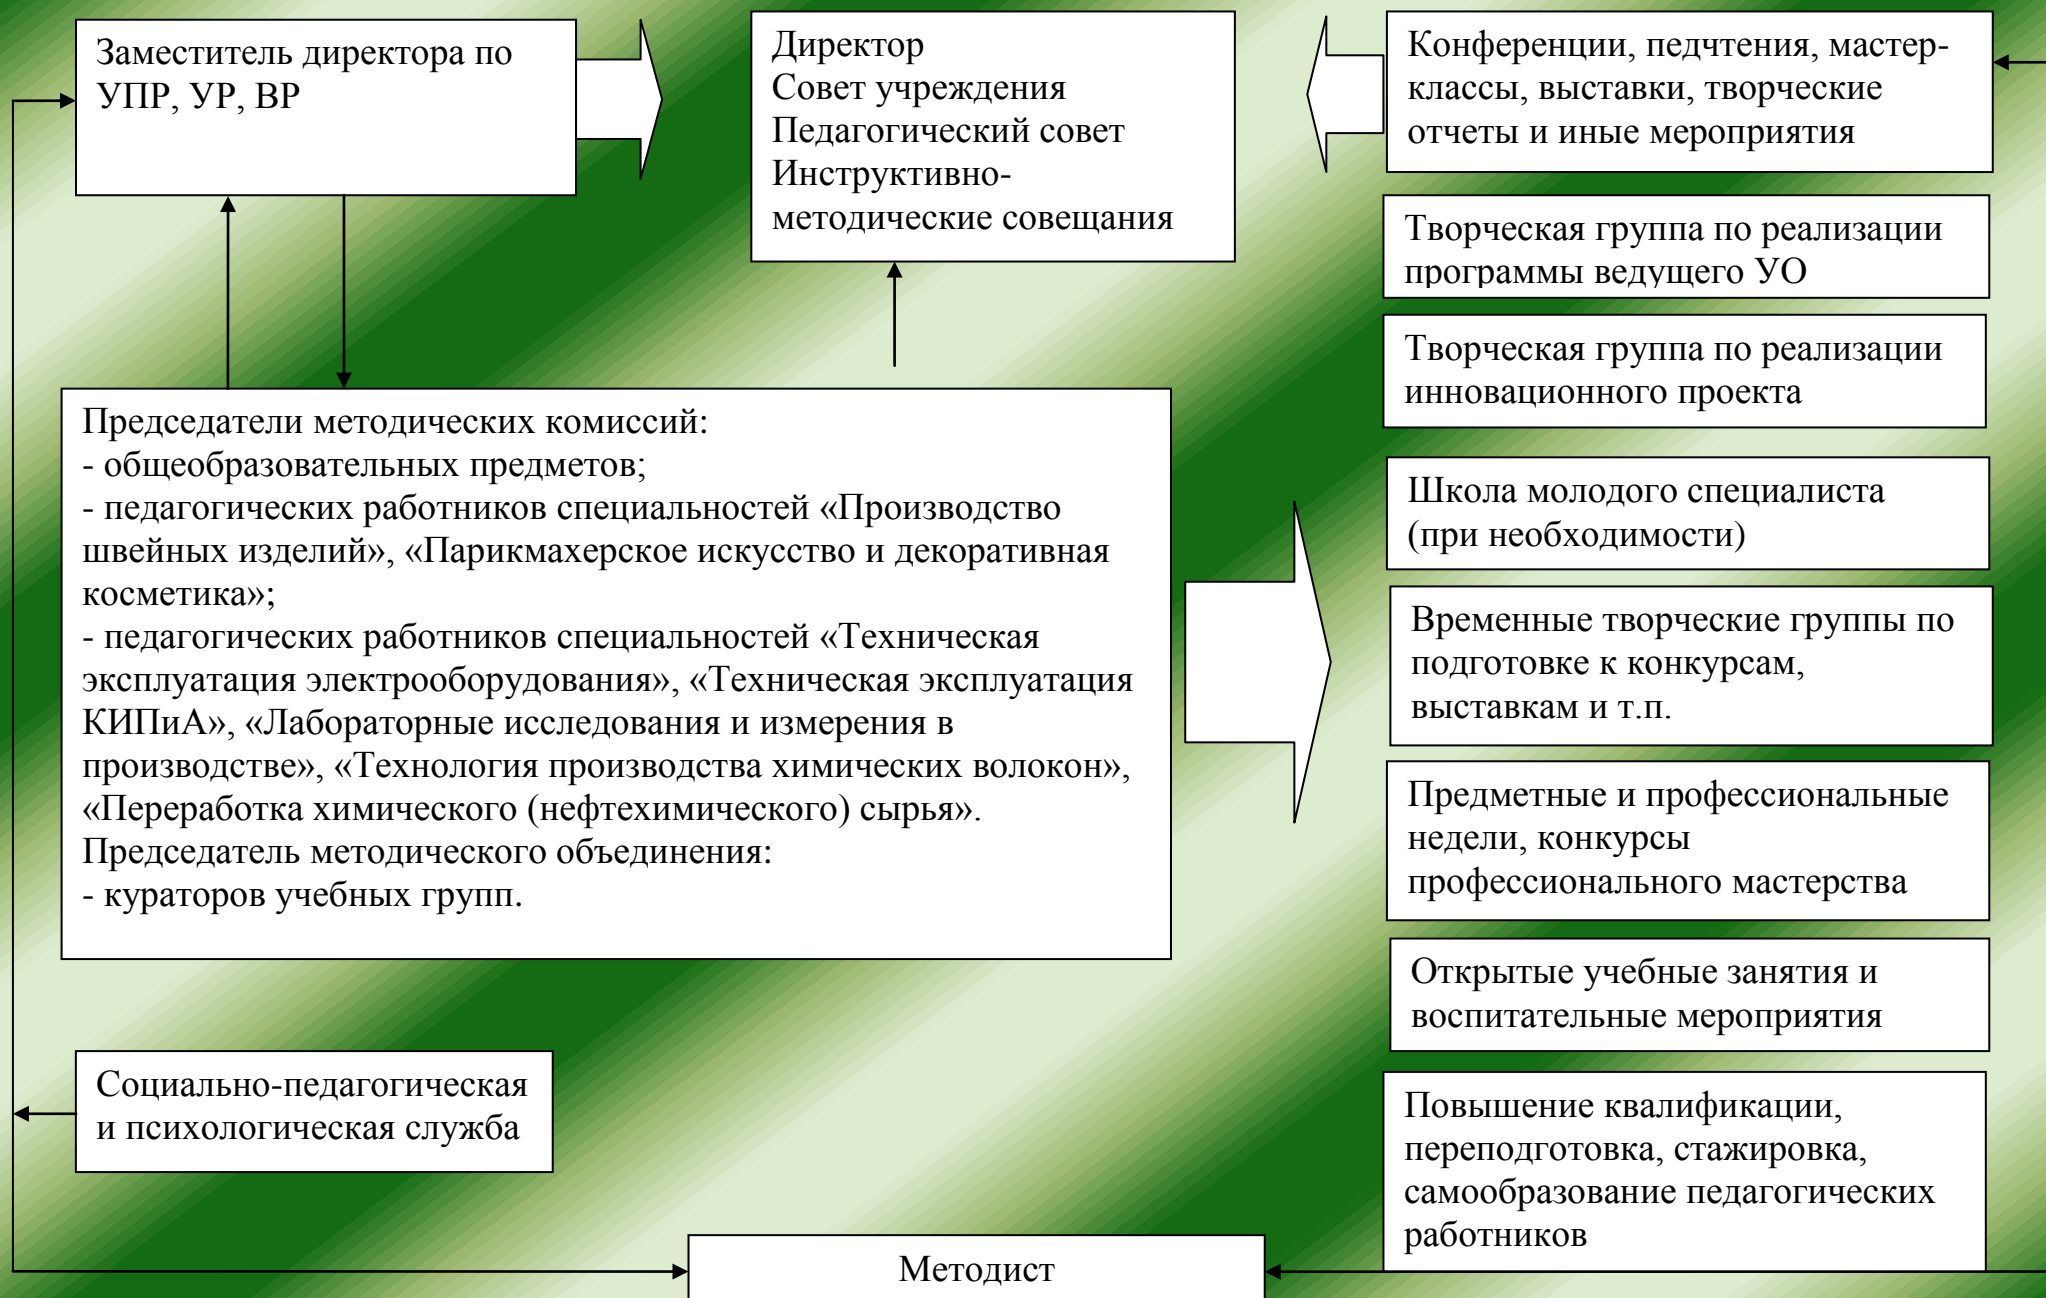 Заместитель директора по
УПР, УР, ВР
Директор
Совет учреждения
Педагогический совет
Инструктивно-
методические совещания
Конференции, педчтения, мастер-
классы, выставки, творческие
отчеты и иные мероприятия
Творческая группа по реализации
программы ведущего УО
Творческая группа по реализации
инновационного проекта
Председатели методических комиссий:
- общеобразовательных предметов;
- педагогических работников специальностей «Производство
швейных изделий», «Парикмахерское искусство и декоративная
косметика»;
- педагогических работников специальностей «Техническая
эксплуатация электрооборудования», «Техническая эксплуатация
КИПиА», «Лабораторные исследования и измерения в
производстве», «Технология производства химических волокон»,
«Переработка химического (нефтехимического) сырья».
Председатель методического объединения:
- кураторов учебных групп.
Школа молодого специалиста
(при необходимости)
Временные творческие группы по
подготовке к конкурсам,
выставкам и т.п.
Предметные и профессиональные
недели, конкурсы
профессионального мастерства
Открытые учебные занятия и
воспитательные мероприятия
Социально-педагогическая
и психологическая служба
Повышение квалификации,
переподготовка, стажировка,
самообразование педагогических
работников
Методист